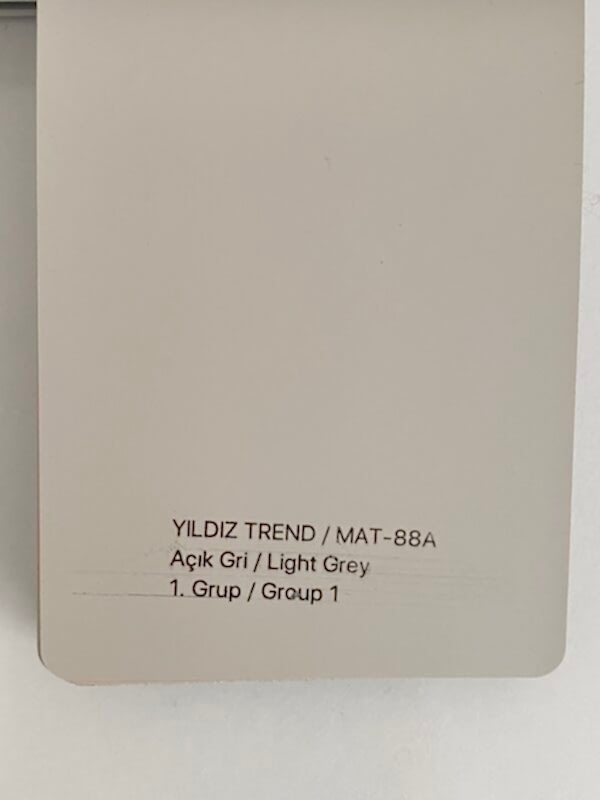 YILDIZ TREND / MAT-88A
Açık Gri / Light Grey
1. Grup / Group 1